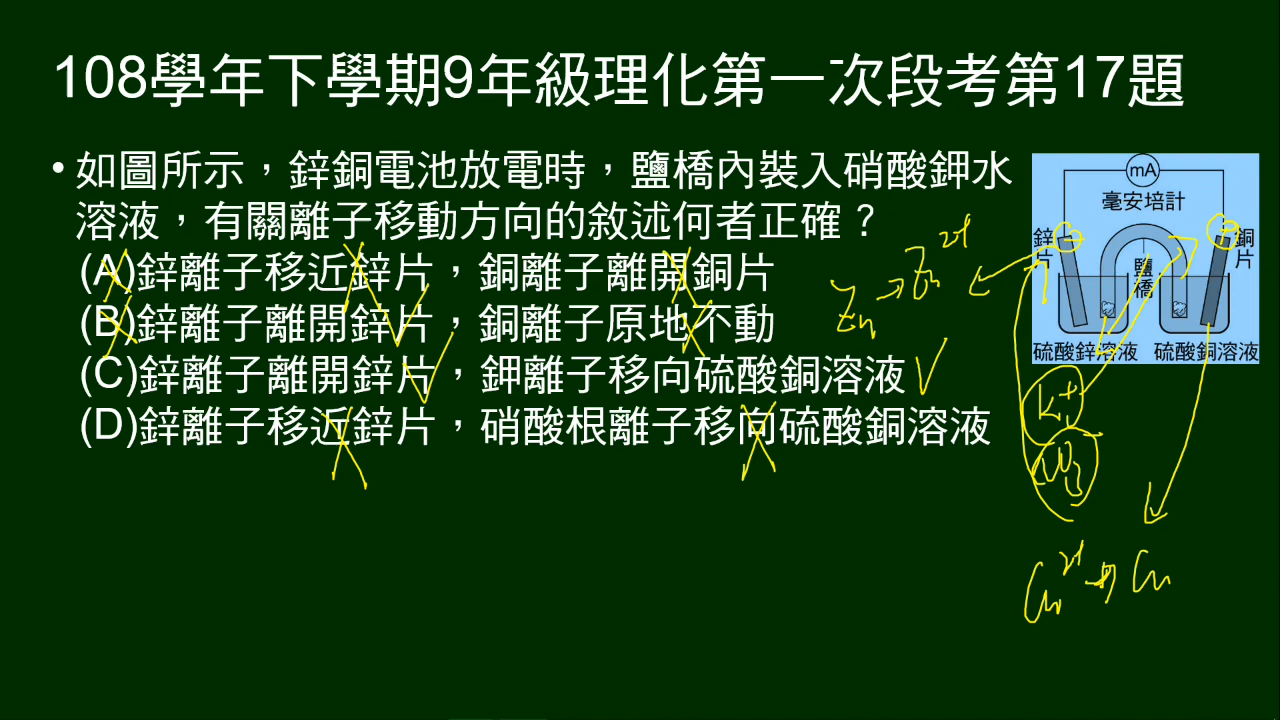 108學年下學期9年級理化第一次段考第17題
• 如圖所示，鋅銅電池放電時，鹽橋內裝入硝酸鉀水
溶液，有關離子移動方向的敘述何者正確？
(A)鋅離子移近鋅片，銅離子離開銅片
(B)鋅離子離開鋅片，銅離子原地不動
(C)鋅離子離開鋅片，鉀離子移向硫酸銅溶液
(D)鋅離子移近鋅片，硝酸根離子移向硫酸銅溶液
mA
毫安培計
鋅片
銅片
鹽橋
硫酸鋅溶液
硫酸銅溶液
Zn → Zn2+
K+
Cu2+ → Cu